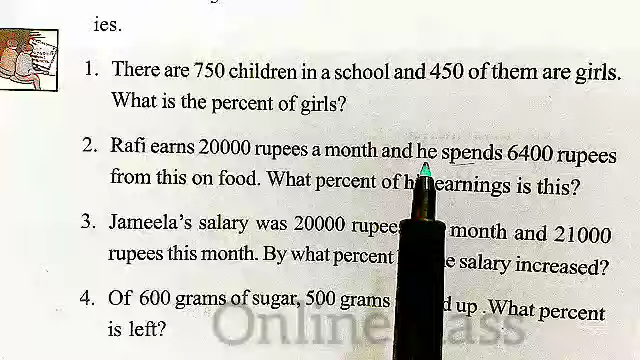 ies.
1. There are 750 children in a school and 450 of them are girls.
What is the percent of girls?
2. Rafi earns 20000 rupees a month and he spends 6400 rupees
from this on food. What percent of earnings is this?
3. Jameela's salary was 20000 month and 21000
rupees this month. By what percent salary increased?
4. Of 600 grams of sugar, 500 grams up .What percent
is left?
Online